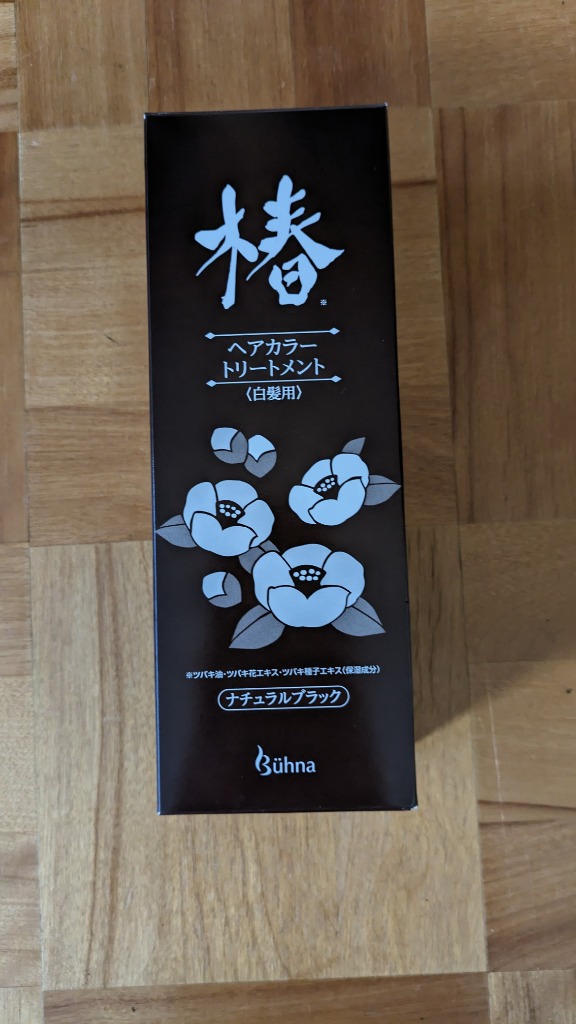 椿
※
ヘアカラー
トリートメント
〈白髪用〉
※ツバキ油・ツバキ花エキス・ツバキ種子エキス(保湿成分)
ナチュラルブラック
Bühna